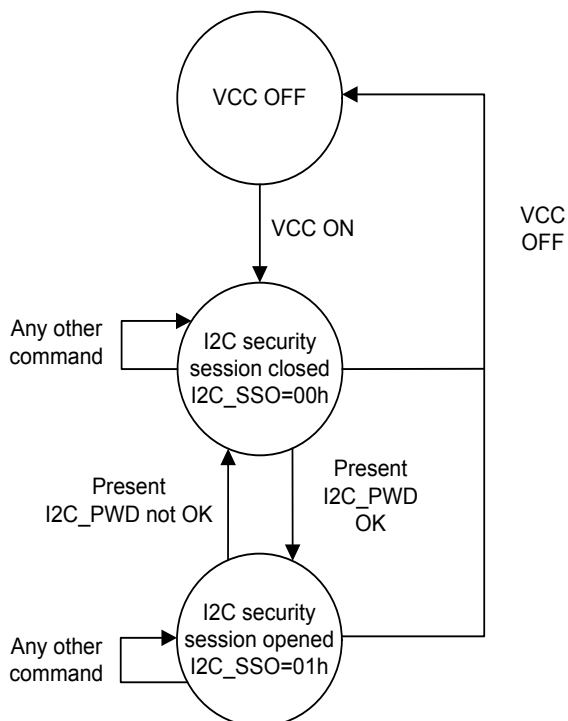 VCC OFF
VCC ON
VCC
OFF
Any other
command
I2C security
session closed
I2C_SSO=00h
Present
I2C_PWD not OK
Present
I2C_PWD
OK
I2C security
session opened
I2C_SSO=01h
Any other
command